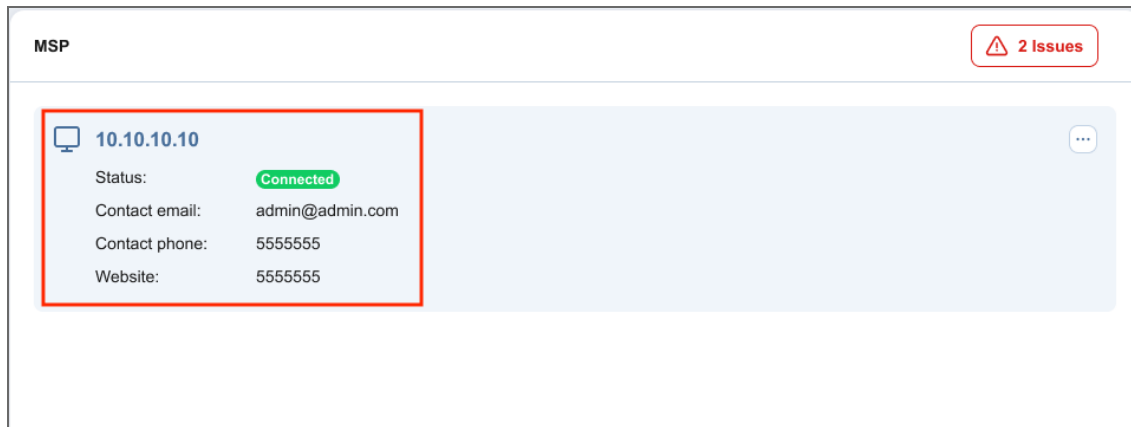 MSP
2 Issues
10.10.10.10
Status: Connected
Contact email: admin@admin.com
Contact phone: 5555555
Website: 5555555